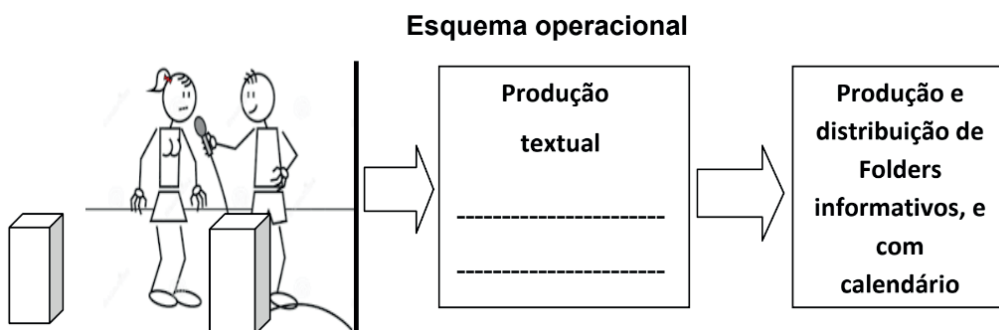 Esquema operacional
Produção
textual
-----------------------
-----------------------
Produção e
distribuição de
Folders
informativos, e
com
calendário